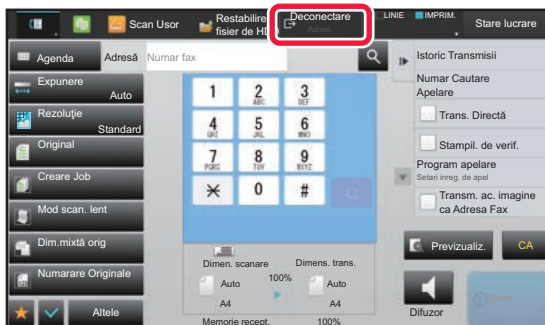 Scan Usor
Restabilire
fisier de HD
Deconectare
Admin.
LINIE
IMPRIM.
Stare lucrare
Agenda
Adresă
Numar fax
Istoric Transmisii
Expunere
Auto
Numar Cautare
Apelare
Rezoluţie
Standard
Trans. Directă
Original
Stampil. de verif.
Creare Job
Program apelare
Setari inreg. de apel
Mod scan. lent
Transm. ac. imagine
ca Adresa Fax
Dim.mixtă orig
Numarare Originale
Altele
1
2 ABC
3 DEF
4 GHI
5 JKL
6 MNO
7 PQRS
8 TUV
9 WXYZ
0
#
C
Dimen. scanare
Dimens. trans.
100%
Auto
Auto
A4
A4
Memorie recept.
100%
Previzualiz.
CA
Difuzor
Start